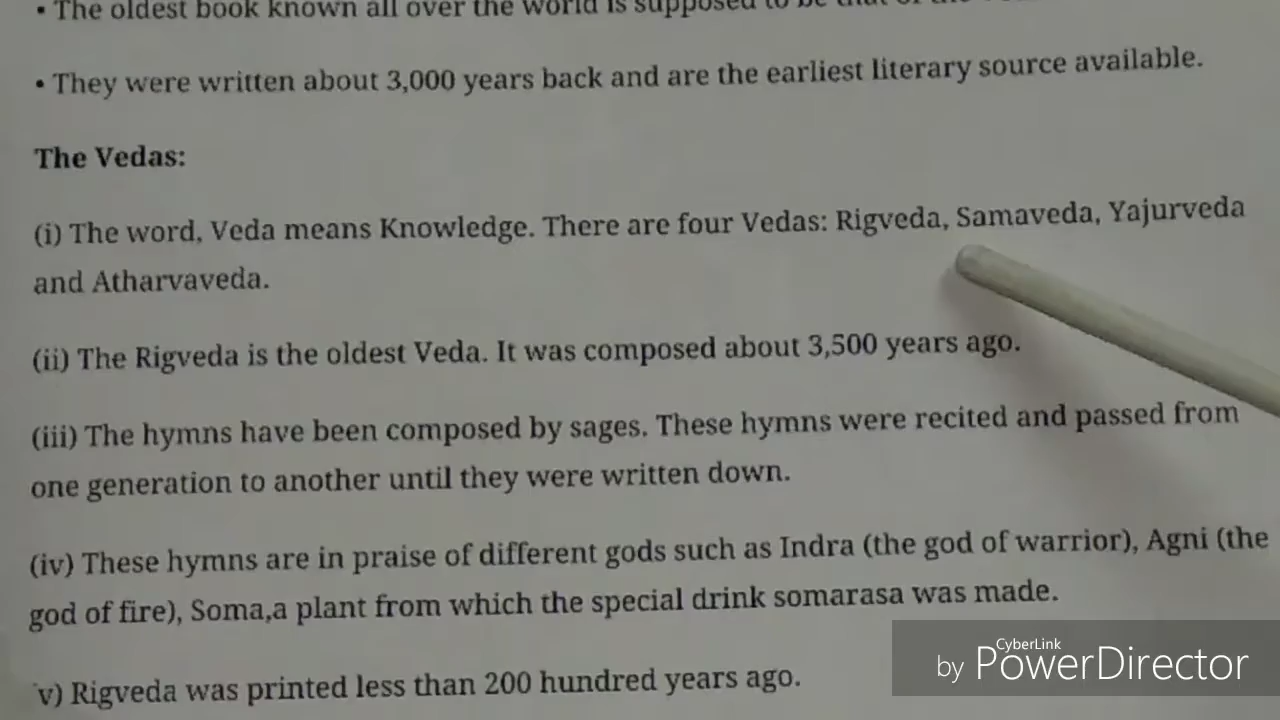 • The oldest book known all over the world is supposed to be that of the
• They were written about 3,000 years back and are the earliest literary source available.
The Vedas:
(i) The word, Veda means Knowledge. There are four Vedas: Rigveda, Samaveda, Yajurveda
and Atharvaveda.
(ii) The Rigveda is the oldest Veda. It was composed about 3,500 years ago.
(iii) The hymns have been composed by sages. These hymns were recited and passed from
one generation to another until they were written down.
(iv) These hymns are in praise of different gods such as Indra (the god of warrior), Agni (the
god of fire), Soma,a plant from which the special drink somarasa was made.
v) Rigveda was printed less than 200 hundred years ago.
CyberLink
by PowerDirector